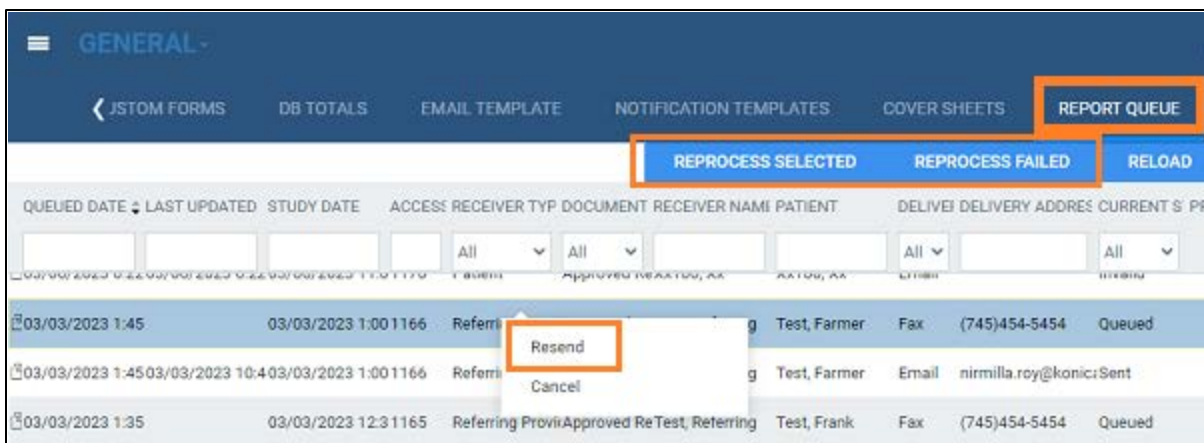 GENERAL
JSTOM FORMS DB TOTALS EMAIL TEMPLATE NOTIFICATION TEMPLATES COVER SHEETS REPORT QUEUE
REPROCESS SELECTED REPROCESS FAILED RELOAD
QUEUED DATE LAST UPDATED STUDY DATE ACCESS RECEIVER TYP DOCUMENT RECEIVER NAM PATIENT DELIVE DELIVERY ADDRES CURRENT S PR
All All All All
03/03/2023 1:45 03/03/2023 1:00 1166 Referri g Test, Farmer Fax (745)454-5454 Queued
Resend
03/03/2023 1:45 03/03/2023 10:4 03/03/2023 1:00 1166 Referri g Test, Farmer Email nirmilla.roy@konica Sent
Cancel
03/03/2023 1:35 03/03/2023 12:3 1165 Referring Provi Approved Re Test, Referring Test, Frank Fax (745)454-5454 Queued